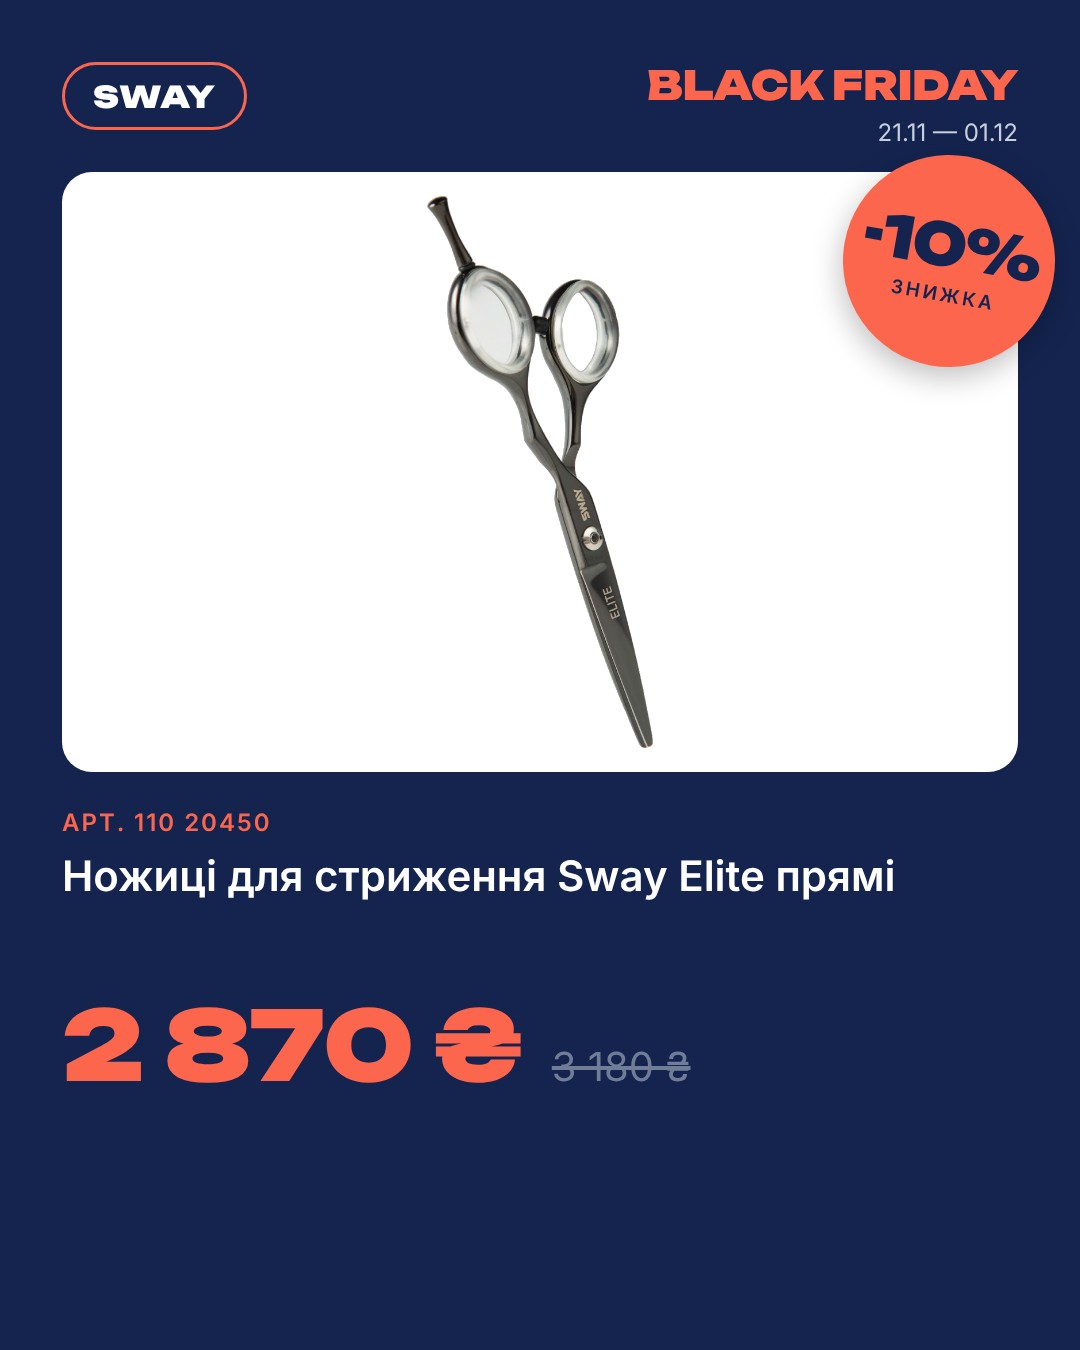 SWAY
BLACK FRIDAY
21.11 — 01.12
-10%
ЗНИЖКА
SWAY
ELITE
АРТ. 110 20450
Ножиці для стриження Sway Elite прямі
2 870 ₴
3 180 ₴